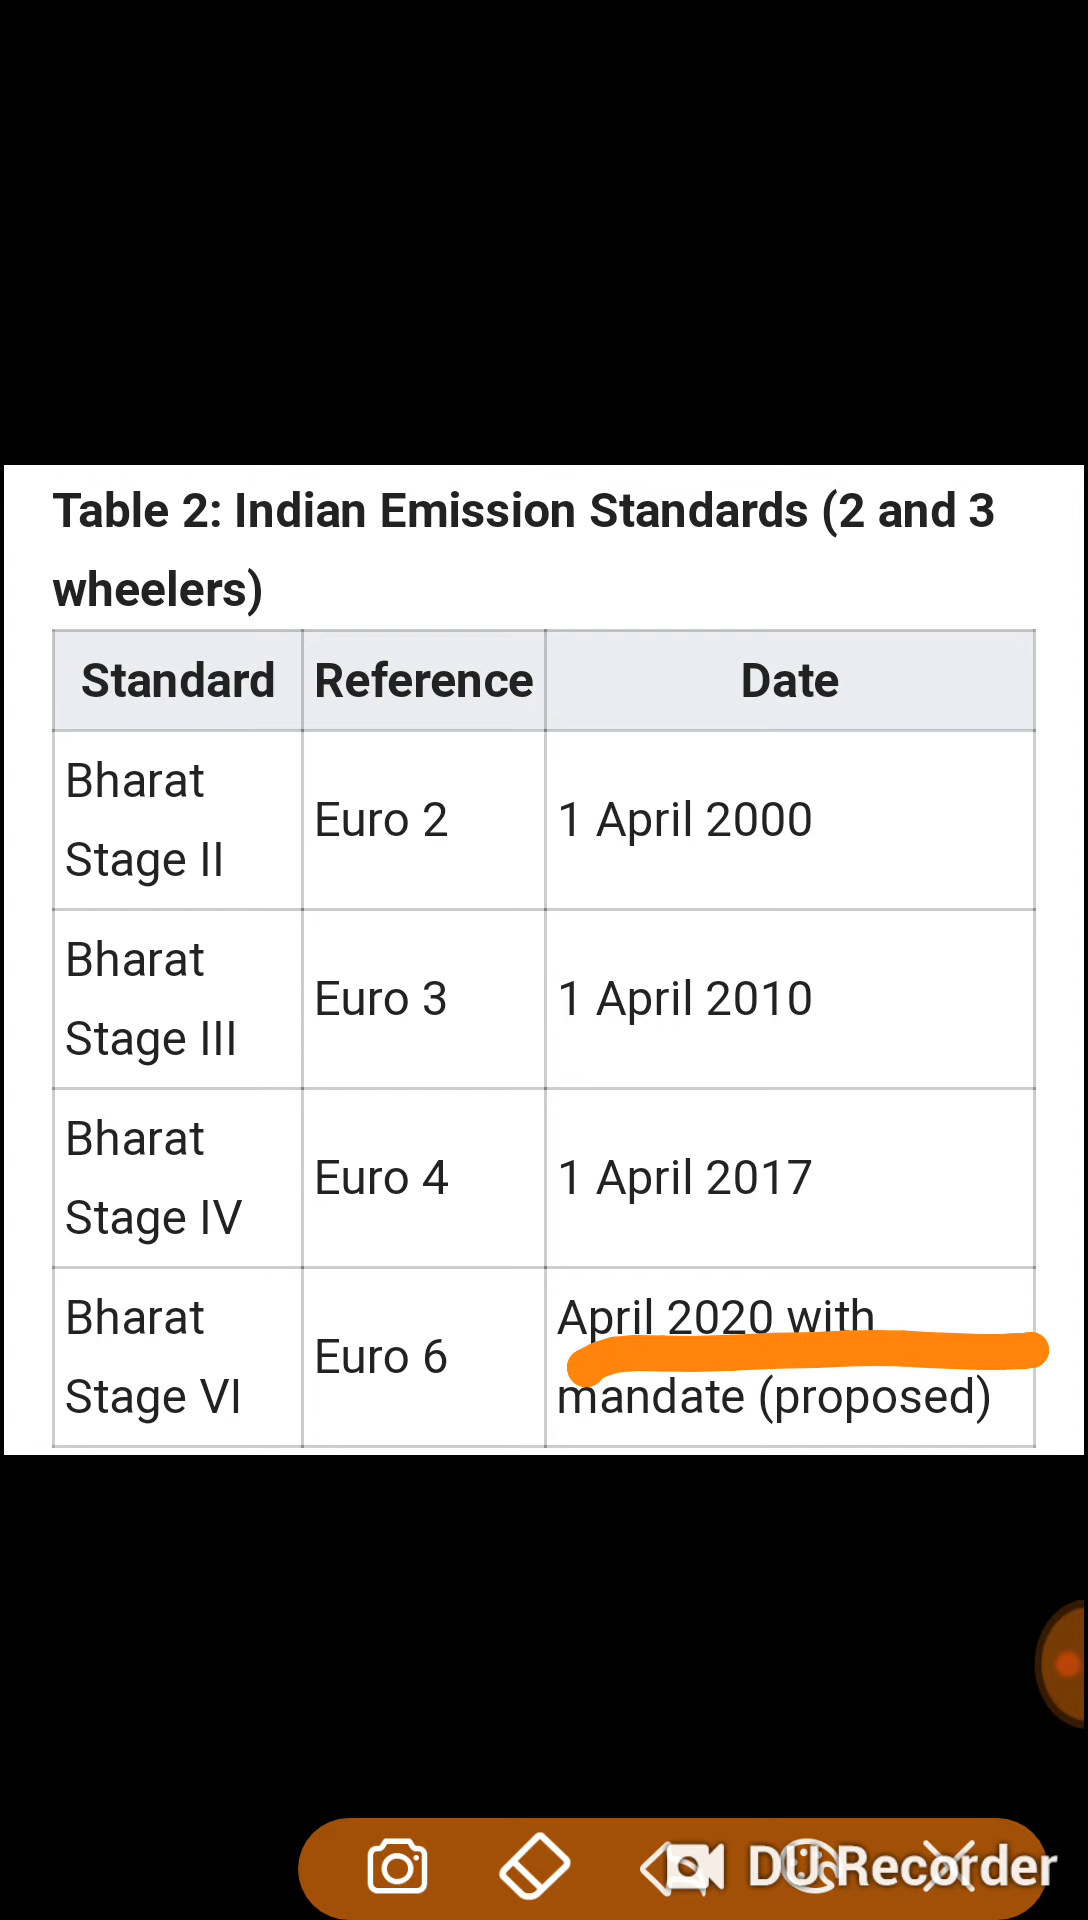 Table 2: Indian Emission Standards (2 and 3
wheelers)
Standard Reference Date
Bharat
Stage II
Euro 2
1 April 2000
Bharat
Stage III
Euro 3
1 April 2010
Bharat
Stage IV
Euro 4
1 April 2017
Bharat
Stage VI
Euro 6
April 2020 with
mandate (proposed)
DU Recorder